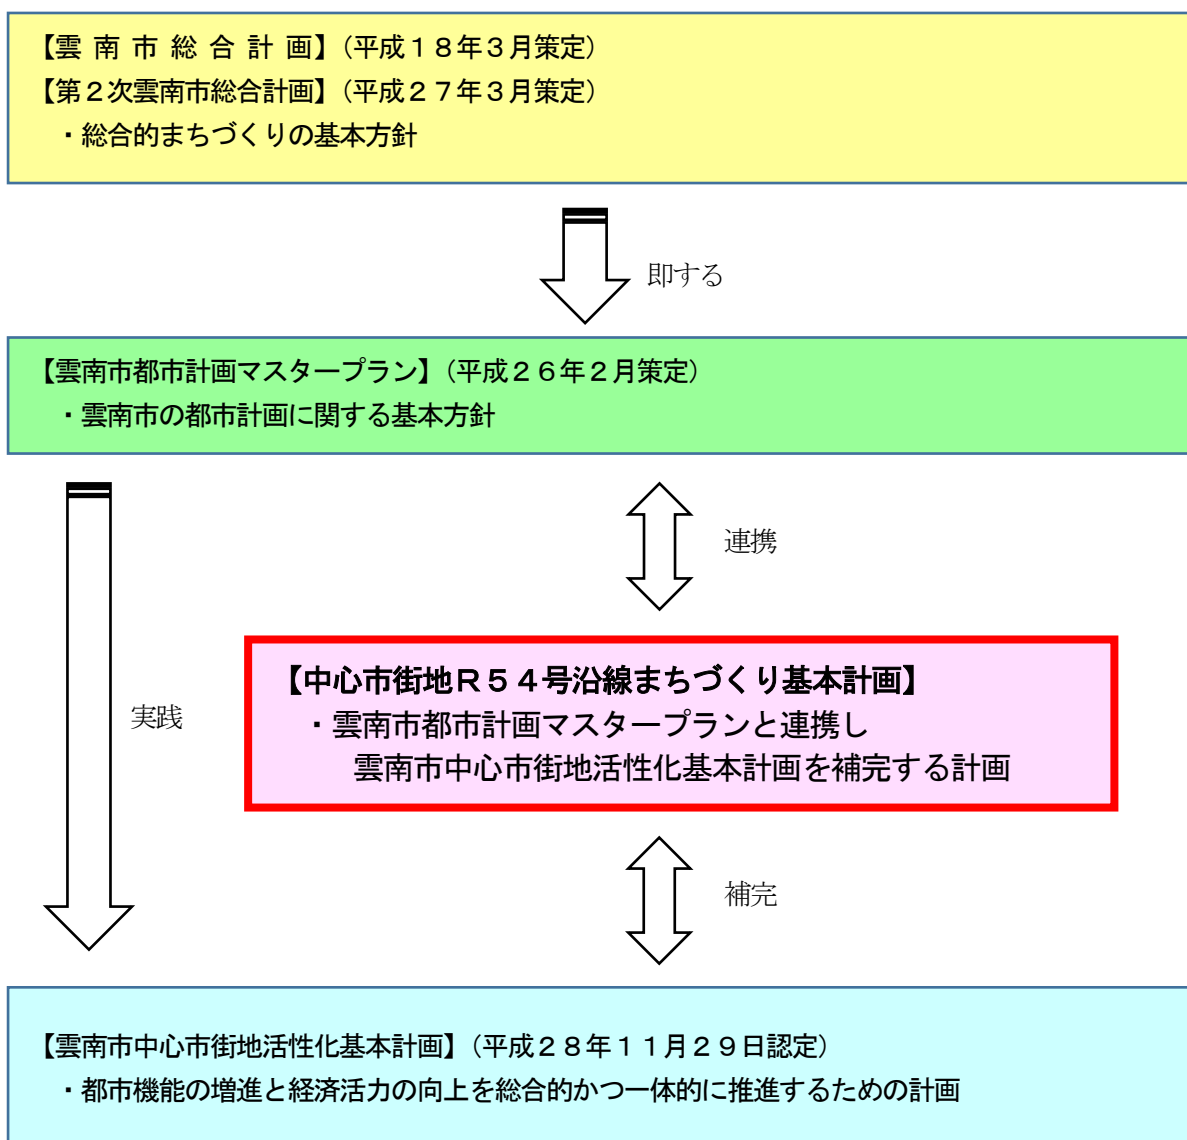 【雲南市総合計画】（平成１８年３月策定）
【第２次雲南市総合計画】（平成２７年３月策定）
・総合的まちづくりの基本方針
即する
【雲南市都市計画マスタープラン】（平成２６年２月策定）
・雲南市の都市計画に関する基本方針
連携
【中心市街地Ｒ５４号沿線まちづくり基本計画】
・雲南市都市計画マスタープランと連携し
雲南市中心市街地活性化基本計画を補完する計画
実践
補完
【雲南市中心市街地活性化基本計画】（平成２８年１１月２９日認定）
・都市機能の増進と経済活力の向上を総合的かつ一体的に推進するための計画